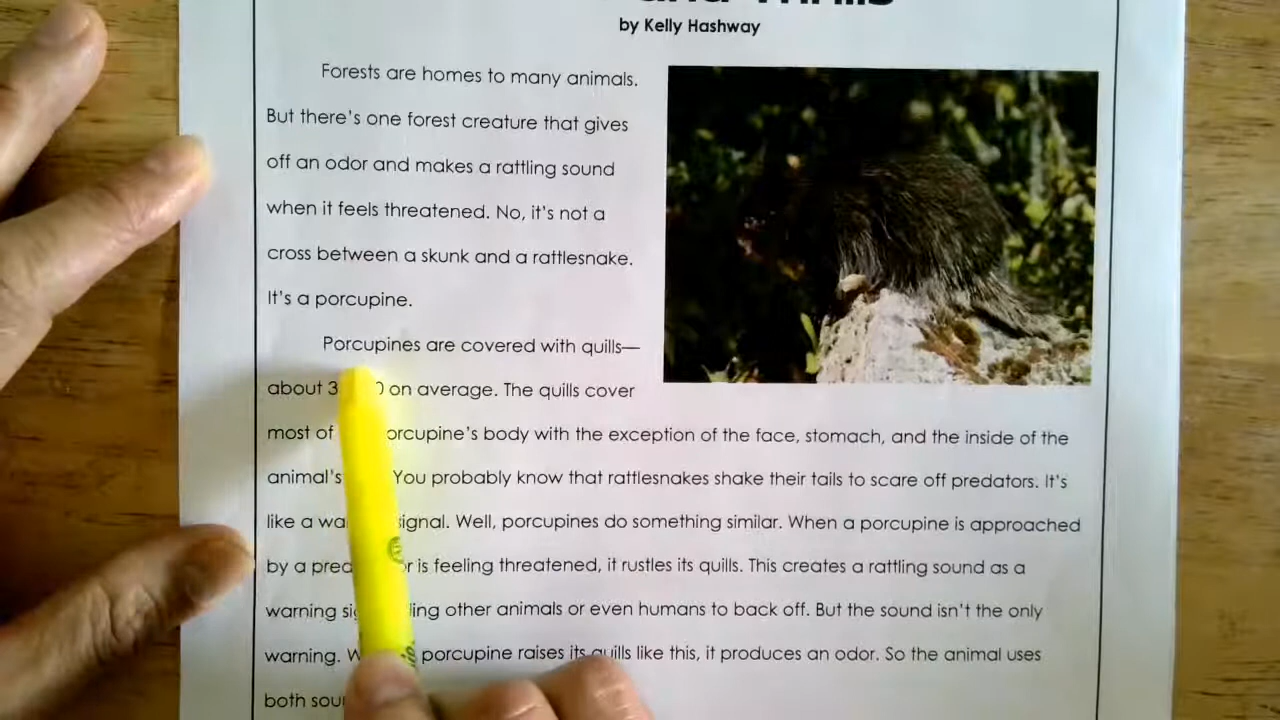 by Kelly Hashway
Forests are homes to many animals.
But there's one forest creature that gives
off an odor and makes a rattling sound
when it feels threatened. No, it's not a
cross between a skunk and a rattlesnake.
It's a porcupine.
Porcupines are covered with quills—
about on average. The quills cover
most of body with the exception of the face, stomach, and the inside of the
animal's You probably know that rattlesnakes shake their tails to scare off predators. It's
like a signal. Well, porcupines do something similar. When a porcupine is approached
by a is feeling threatened, it rustles its quills. This creates a rattling sound as a
warning other animals or even humans to back off. But the sound isn't the only
warning. porcupine raises its quills like this, it produces an odor. So the animal uses
both